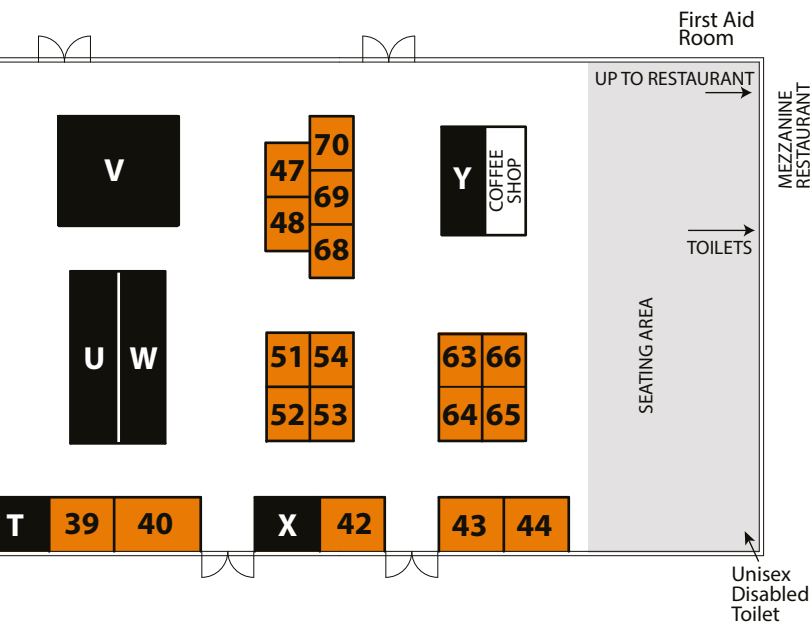 First Aid
Room
UP TO RESTAURANT
MEZZANINE
RESTAURANT
V
47
48
70
69
68
Y
COFFEE
SHOP
TOILETS
U
W
51
54
52
53
63
66
64
65
SEATING AREA
T
39
40
X
42
43
44
Unisex
Disabled
Toilet